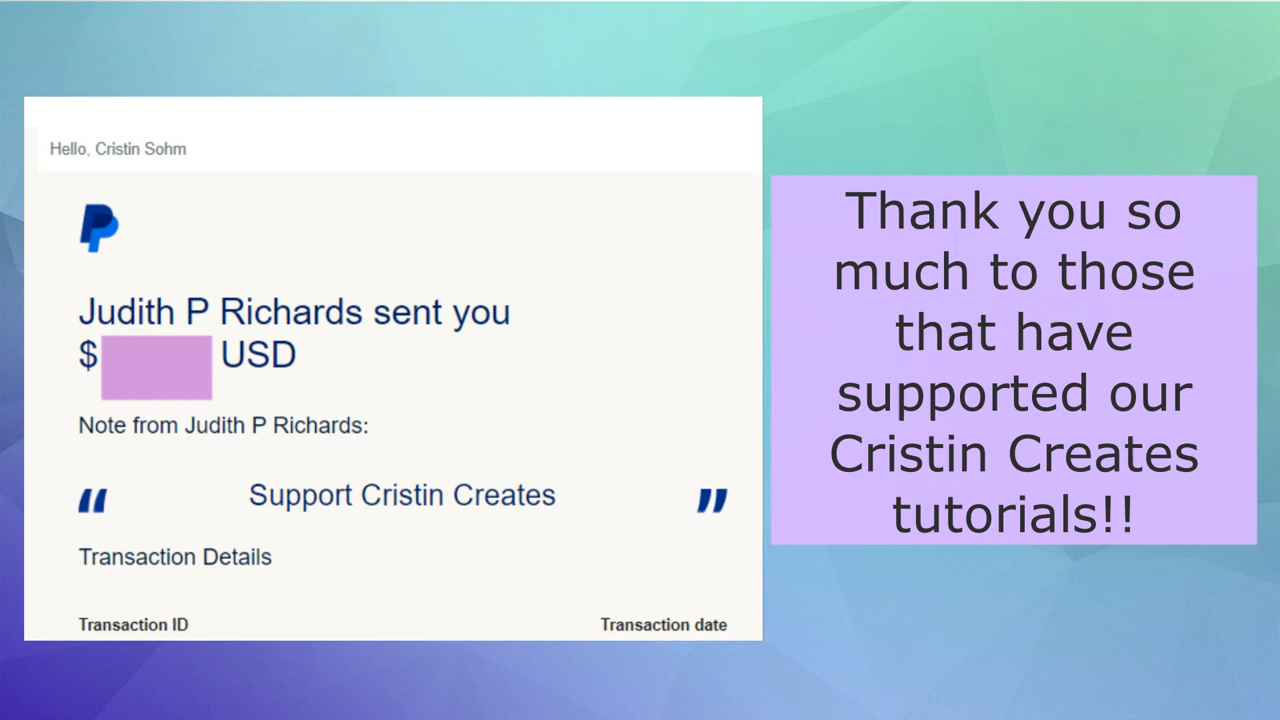 Hello, Cristin Sohm
Judith P Richards sent you
$ USD
Note from Judith P Richards:
“ Support Cristin Creates ”
Transaction Details
Transaction ID Transaction date
Thank you so
much to those
that have
supported our
Cristin Creates
tutorials!!